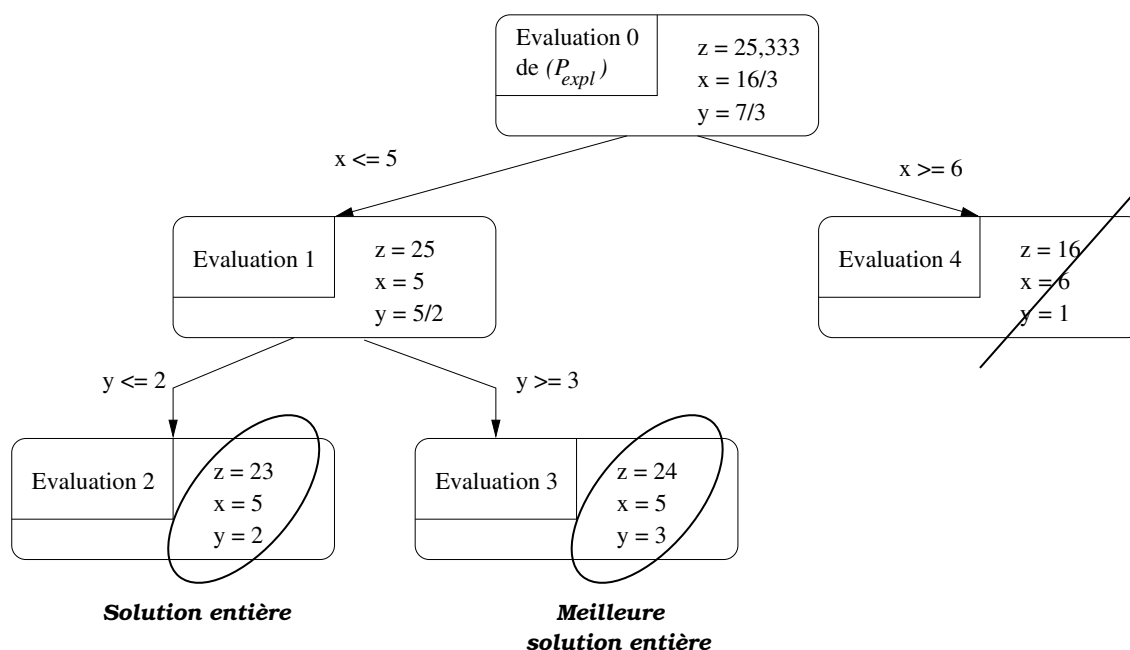 Evaluation 0
de (P_expl)
z = 25,333
x = 16/3
y = 7/3
x <= 5
x >= 6
Evaluation 1
z = 25
x = 5
y = 5/2
Evaluation 4
z = 16
x = 6
y = 1
y <= 2
y >= 3
Evaluation 2
z = 23
x = 5
y = 2
Evaluation 3
z = 24
x = 5
y = 3
Solution entière
Meilleure
solution entière